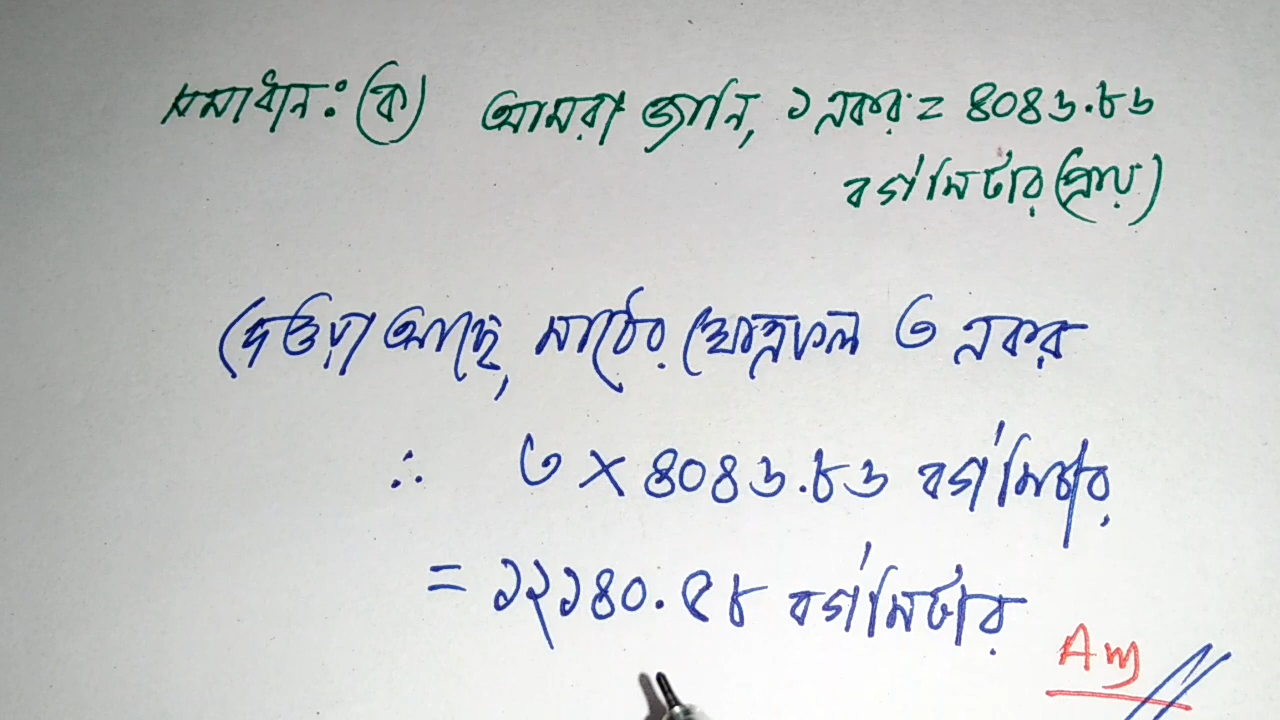 সমাধান: (ক) আমরা জানি, ১ একর = ৪০৪৬.৮৬
বর্গমিটার (প্রায়)
দেওয়া আছে, মাঠের ক্ষেত্রফল ৩ একর
∴ ৩ × ৪০৪৬.৮৬ বর্গমিটার
= ১২১৪০.৫৮ বর্গমিটার
Ans